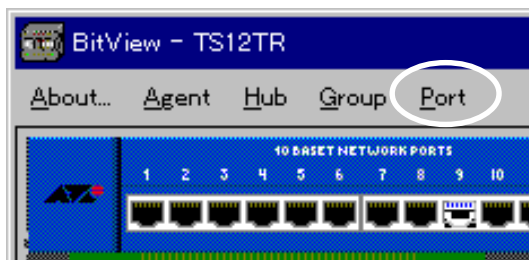 BitView - TS12TR
About... Agent Hub Group Port
10 BASET NETWORK PORTS
1 2 3 4 5 6 7 8 9 10